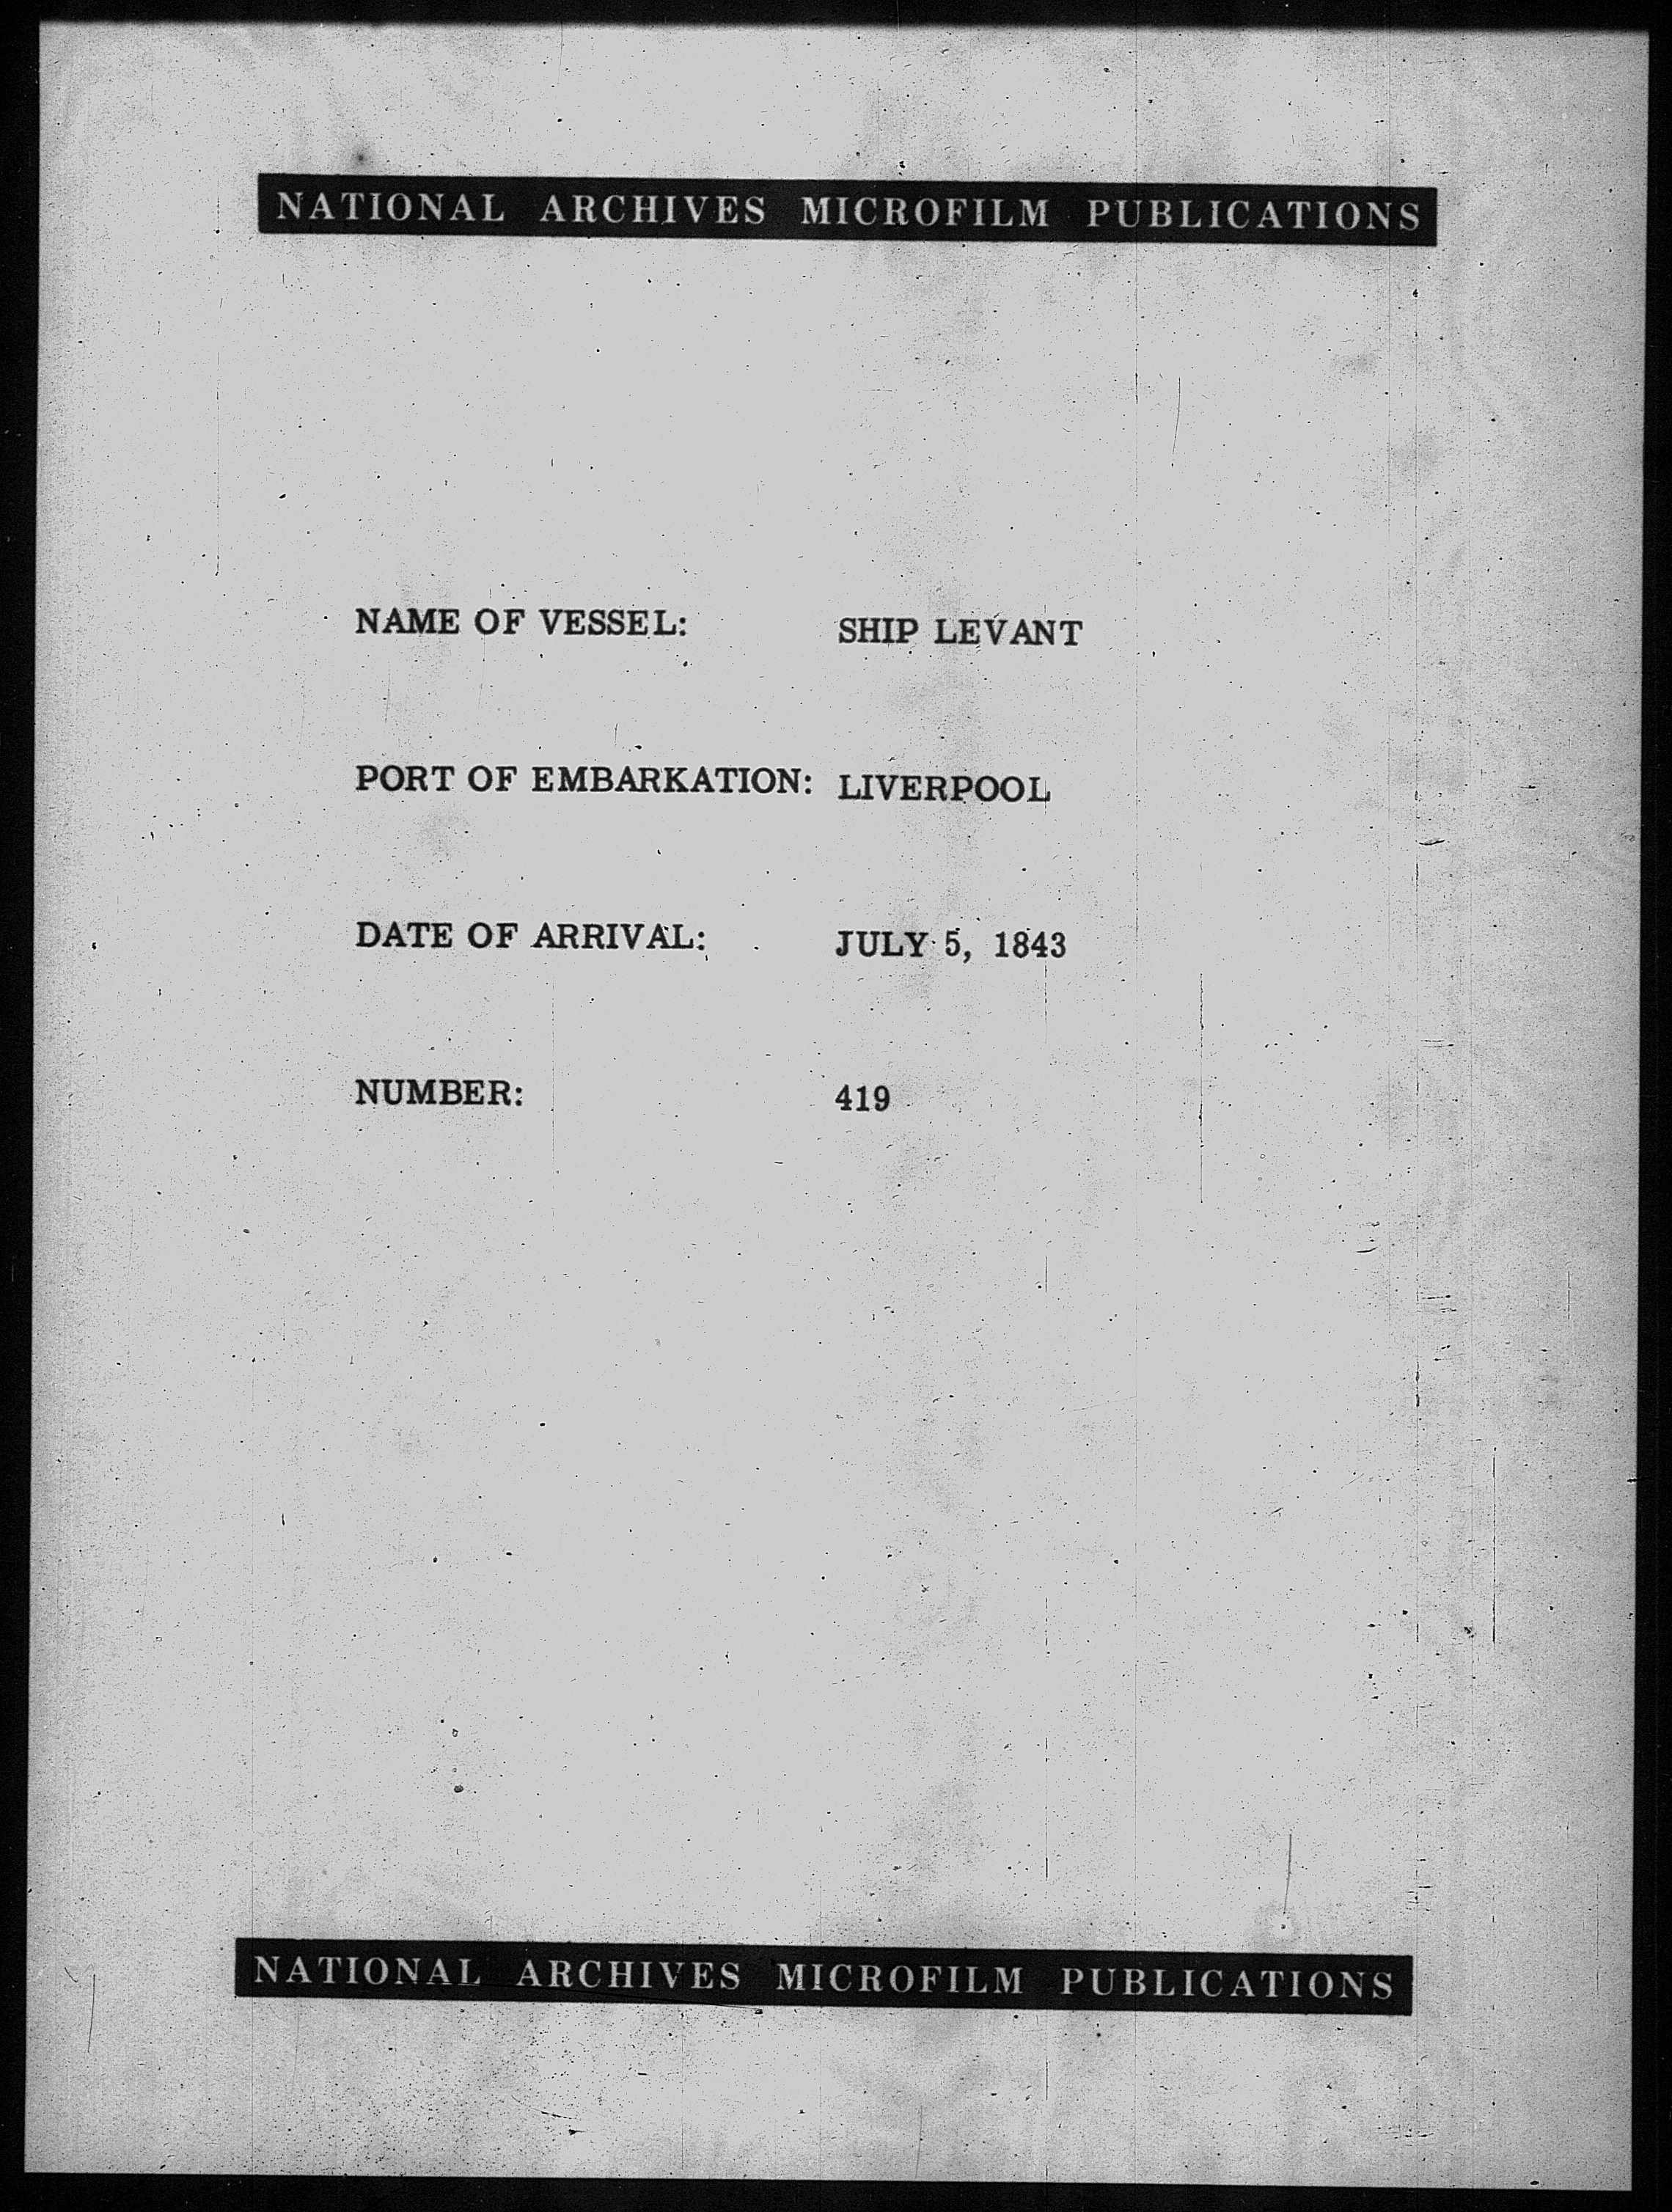 NATIONAL ARCHIVES MICROFILM PUBLICATIONS
NAME OF VESSEL: SHIP LEVANT
PORT OF EMBARKATION: LIVERPOOL
DATE OF ARRIVAL: JULY 5, 1843
NUMBER: 419
NATIONAL ARCHIVES MICROFILM PUBLICATIONS